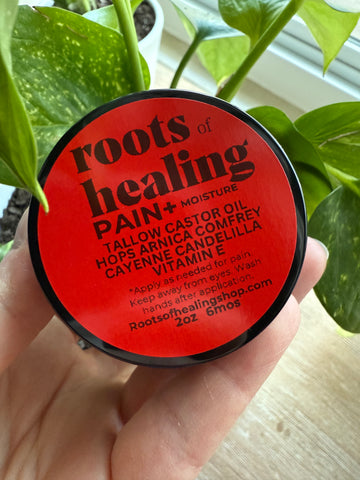 roots of
healing
PAIN+ MOISTURE
TALLOW CASTOR OIL
HOPS ARNICA COMFREY
CAYENNE CANDELILLA
VITAMIN E
*Apply as needed for pain.
Keep away from eyes. Wash
hands after application.
Rootsofhealingshop.com
2oz 6mos